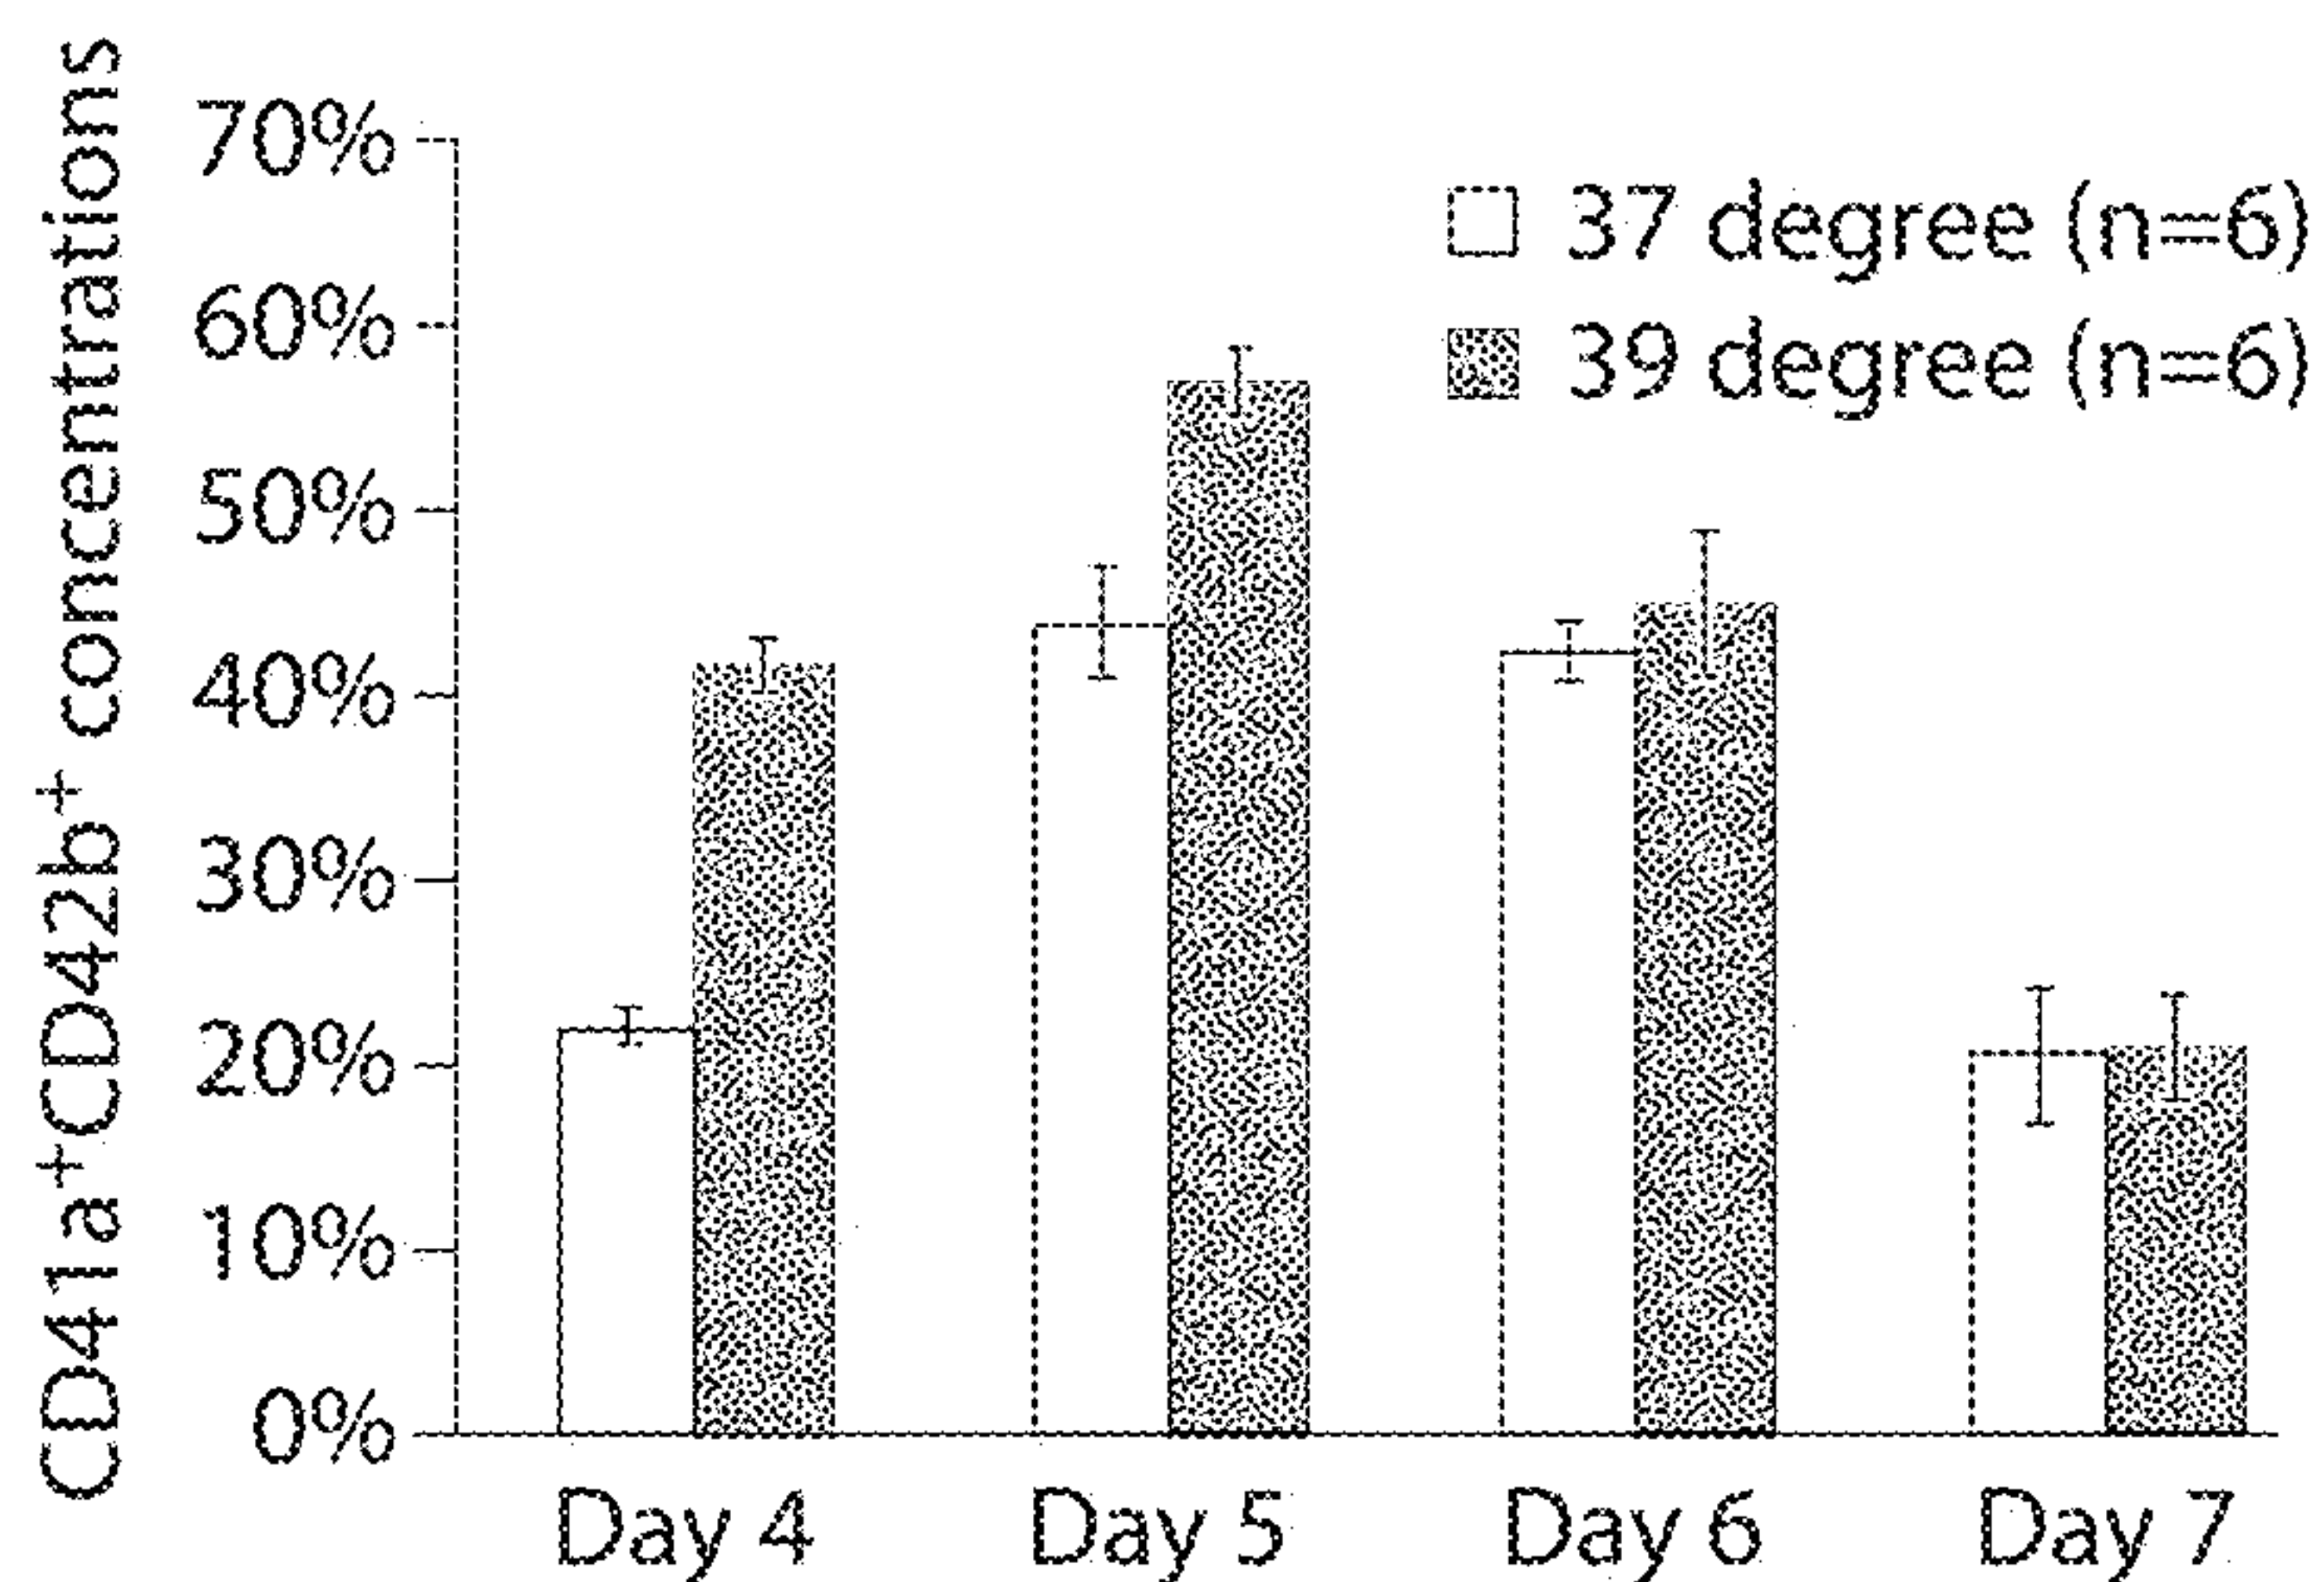 CD41a⁺CD42b⁺ concentrations
70%
60%
50%
40%
30%
20%
10%
0%
37 degree (n=6)
39 degree (n=6)
Day 4
Day 5
Day 6
Day 7